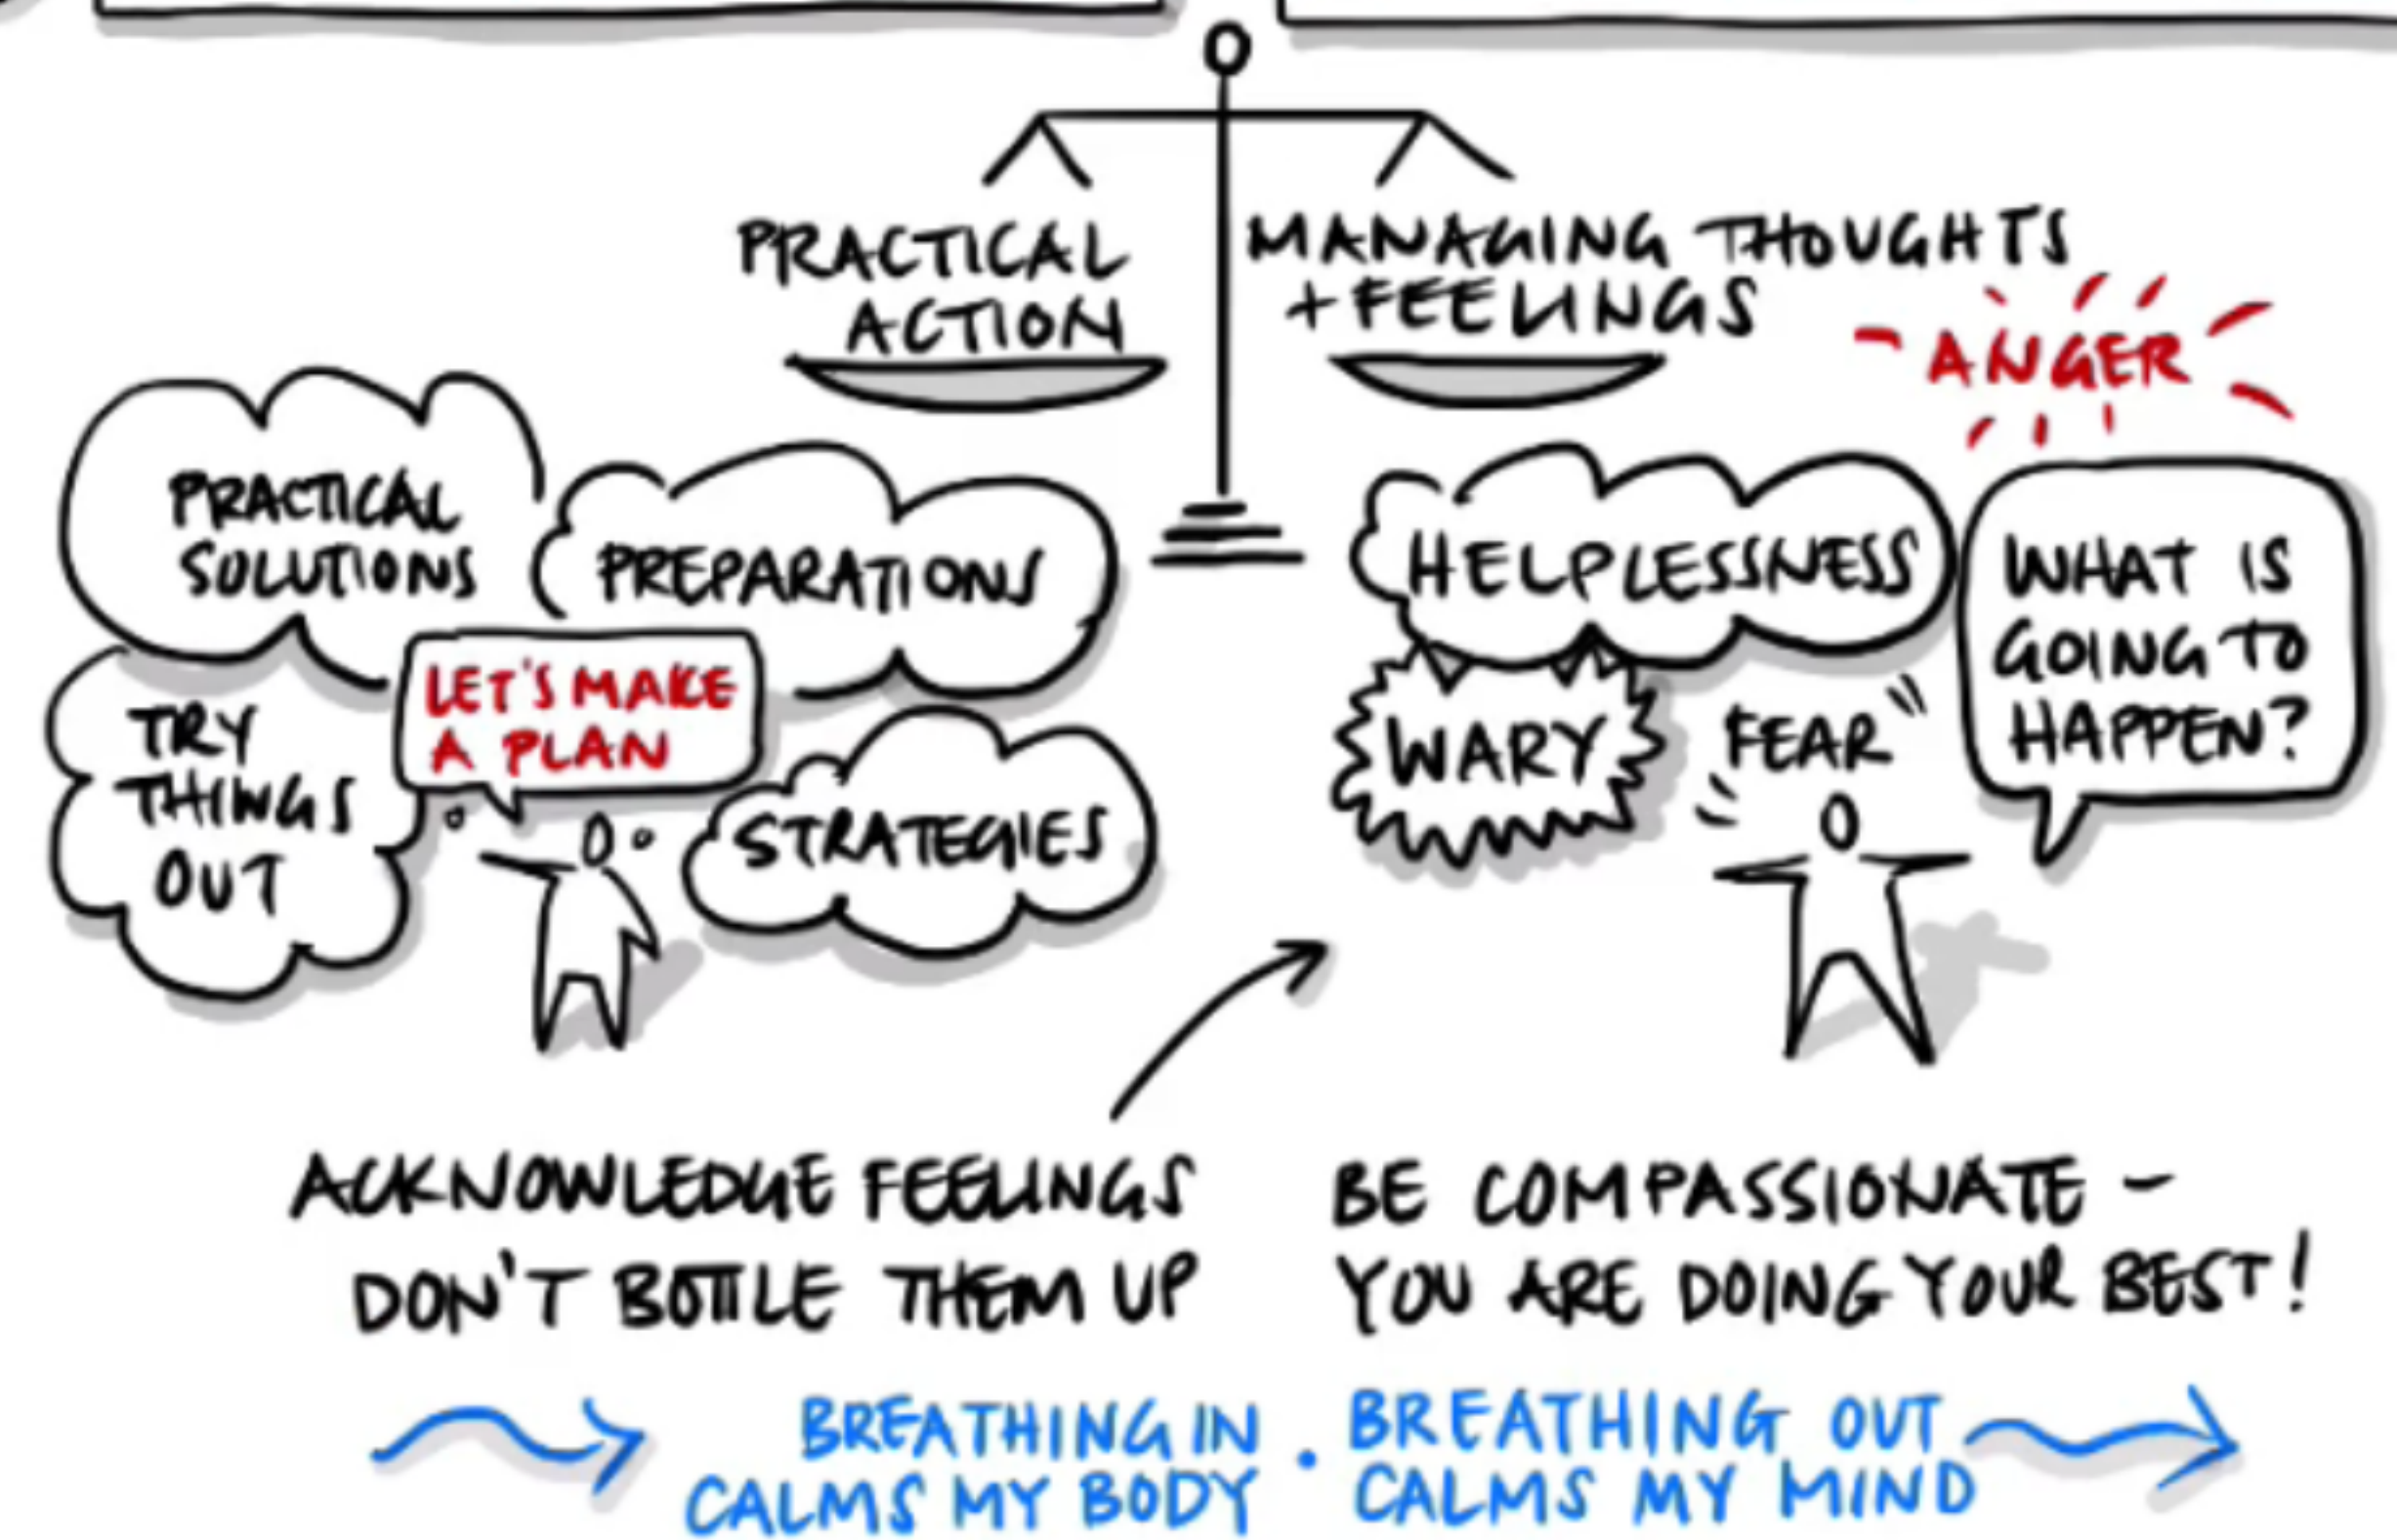 PRACTICAL
ACTION
MANAGING THOUGHTS
+ FEELINGS
ANGER
PRACTICAL
SOLUTIONS
PREPARATIONS
LET'S MAKE
A PLAN
TRY
THINGS
OUT
STRATEGIES
HELPLESSNESS
WARY
FEAR
WHAT IS
GOING TO
HAPPEN?
ACKNOWLEDGE FEELINGS
DON'T BOTTLE THEM UP
BE COMPASSIONATE -
YOU ARE DOING YOUR BEST!
BREATHING IN
CALMS MY BODY
• BREATHING OUT
CALMS MY MIND